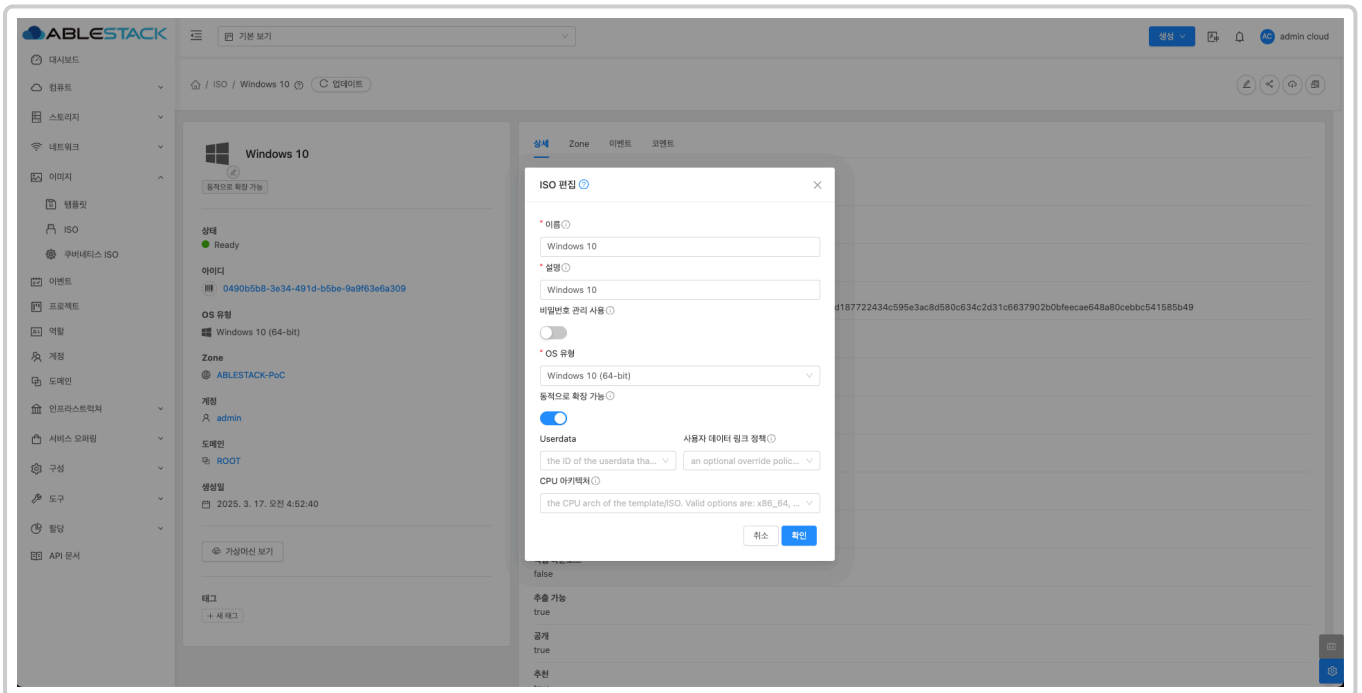 ABLESTACK
기본 보기
생성
AC
admin cloud
대시보드
컴퓨트
스토리지
네트워크
이미지
템플릿
ISO
쿠버네티스 ISO
이벤트
프로젝트
역할
계정
도메인
인프라스트럭쳐
서비스 오퍼링
구성
도구
할당
API 문서
/ ISO / Windows 10
업데이트
Windows 10
동적으로 확장 가능
상태
Ready
아이디
0490b5b8-3e34-491d-b5be-9a9f63e6a309
OS 유형
Windows 10 (64-bit)
Zone
ABLESTACK-PoC
계정
admin
도메인
ROOT
생성일
2025. 3. 17. 오전 4:52:40
가상머신 보기
태그
+ 새 태그
상세 Zone 이벤트 코멘트
ISO 편집
* 이름
Windows 10
* 설명
Windows 10
비밀번호 관리 사용
* OS 유형
Windows 10 (64-bit)
동적으로 확장 가능
Userdata 사용자 데이터 링크 정책
the ID of the userdata tha... an optional override polic...
CPU 아키텍처
the CPU arch of the template/ISO. Valid options are: x86_64, ...
취소 확인
d187722434c595e3ac8d580c634c2d31c6637902b0bfeecae648a80cebbc541585b49
false
추출 가능
true
공개
true
추천